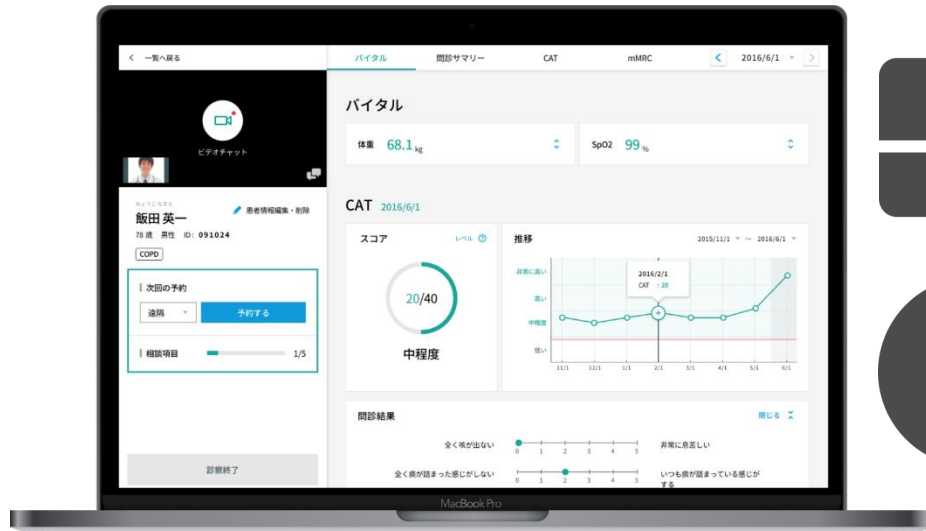 一覧へ戻る
バイタル 問診サマリー CAT mMRC 2016/6/1
ビデオチャット
飯田 英一
患者情報編集・削除
78 歳 男性 ID: 091024
COPD
次回の予約
遠隔 予約する
相談項目 1/5
診察終了
バイタル
体重 68.1 kg
SpO2 99 %
CAT 2016/6/1
スコア レベル
20/40
中程度
推移 2015/11/1 ~ 2016/6/1
非常に高い
高い
中程度
低い
2016/2/1
CAT : 20
11/1 12/1 1/1 2/1 3/1 4/1 5/1 6/1
問診結果 閉じる
全く咳が出ない 0 1 2 3 4 5 非常に息苦しい
全く痰が詰まった感じがしない 0 1 2 3 4 5 いつも痰が詰まっている感じが
する
MacBook Pro